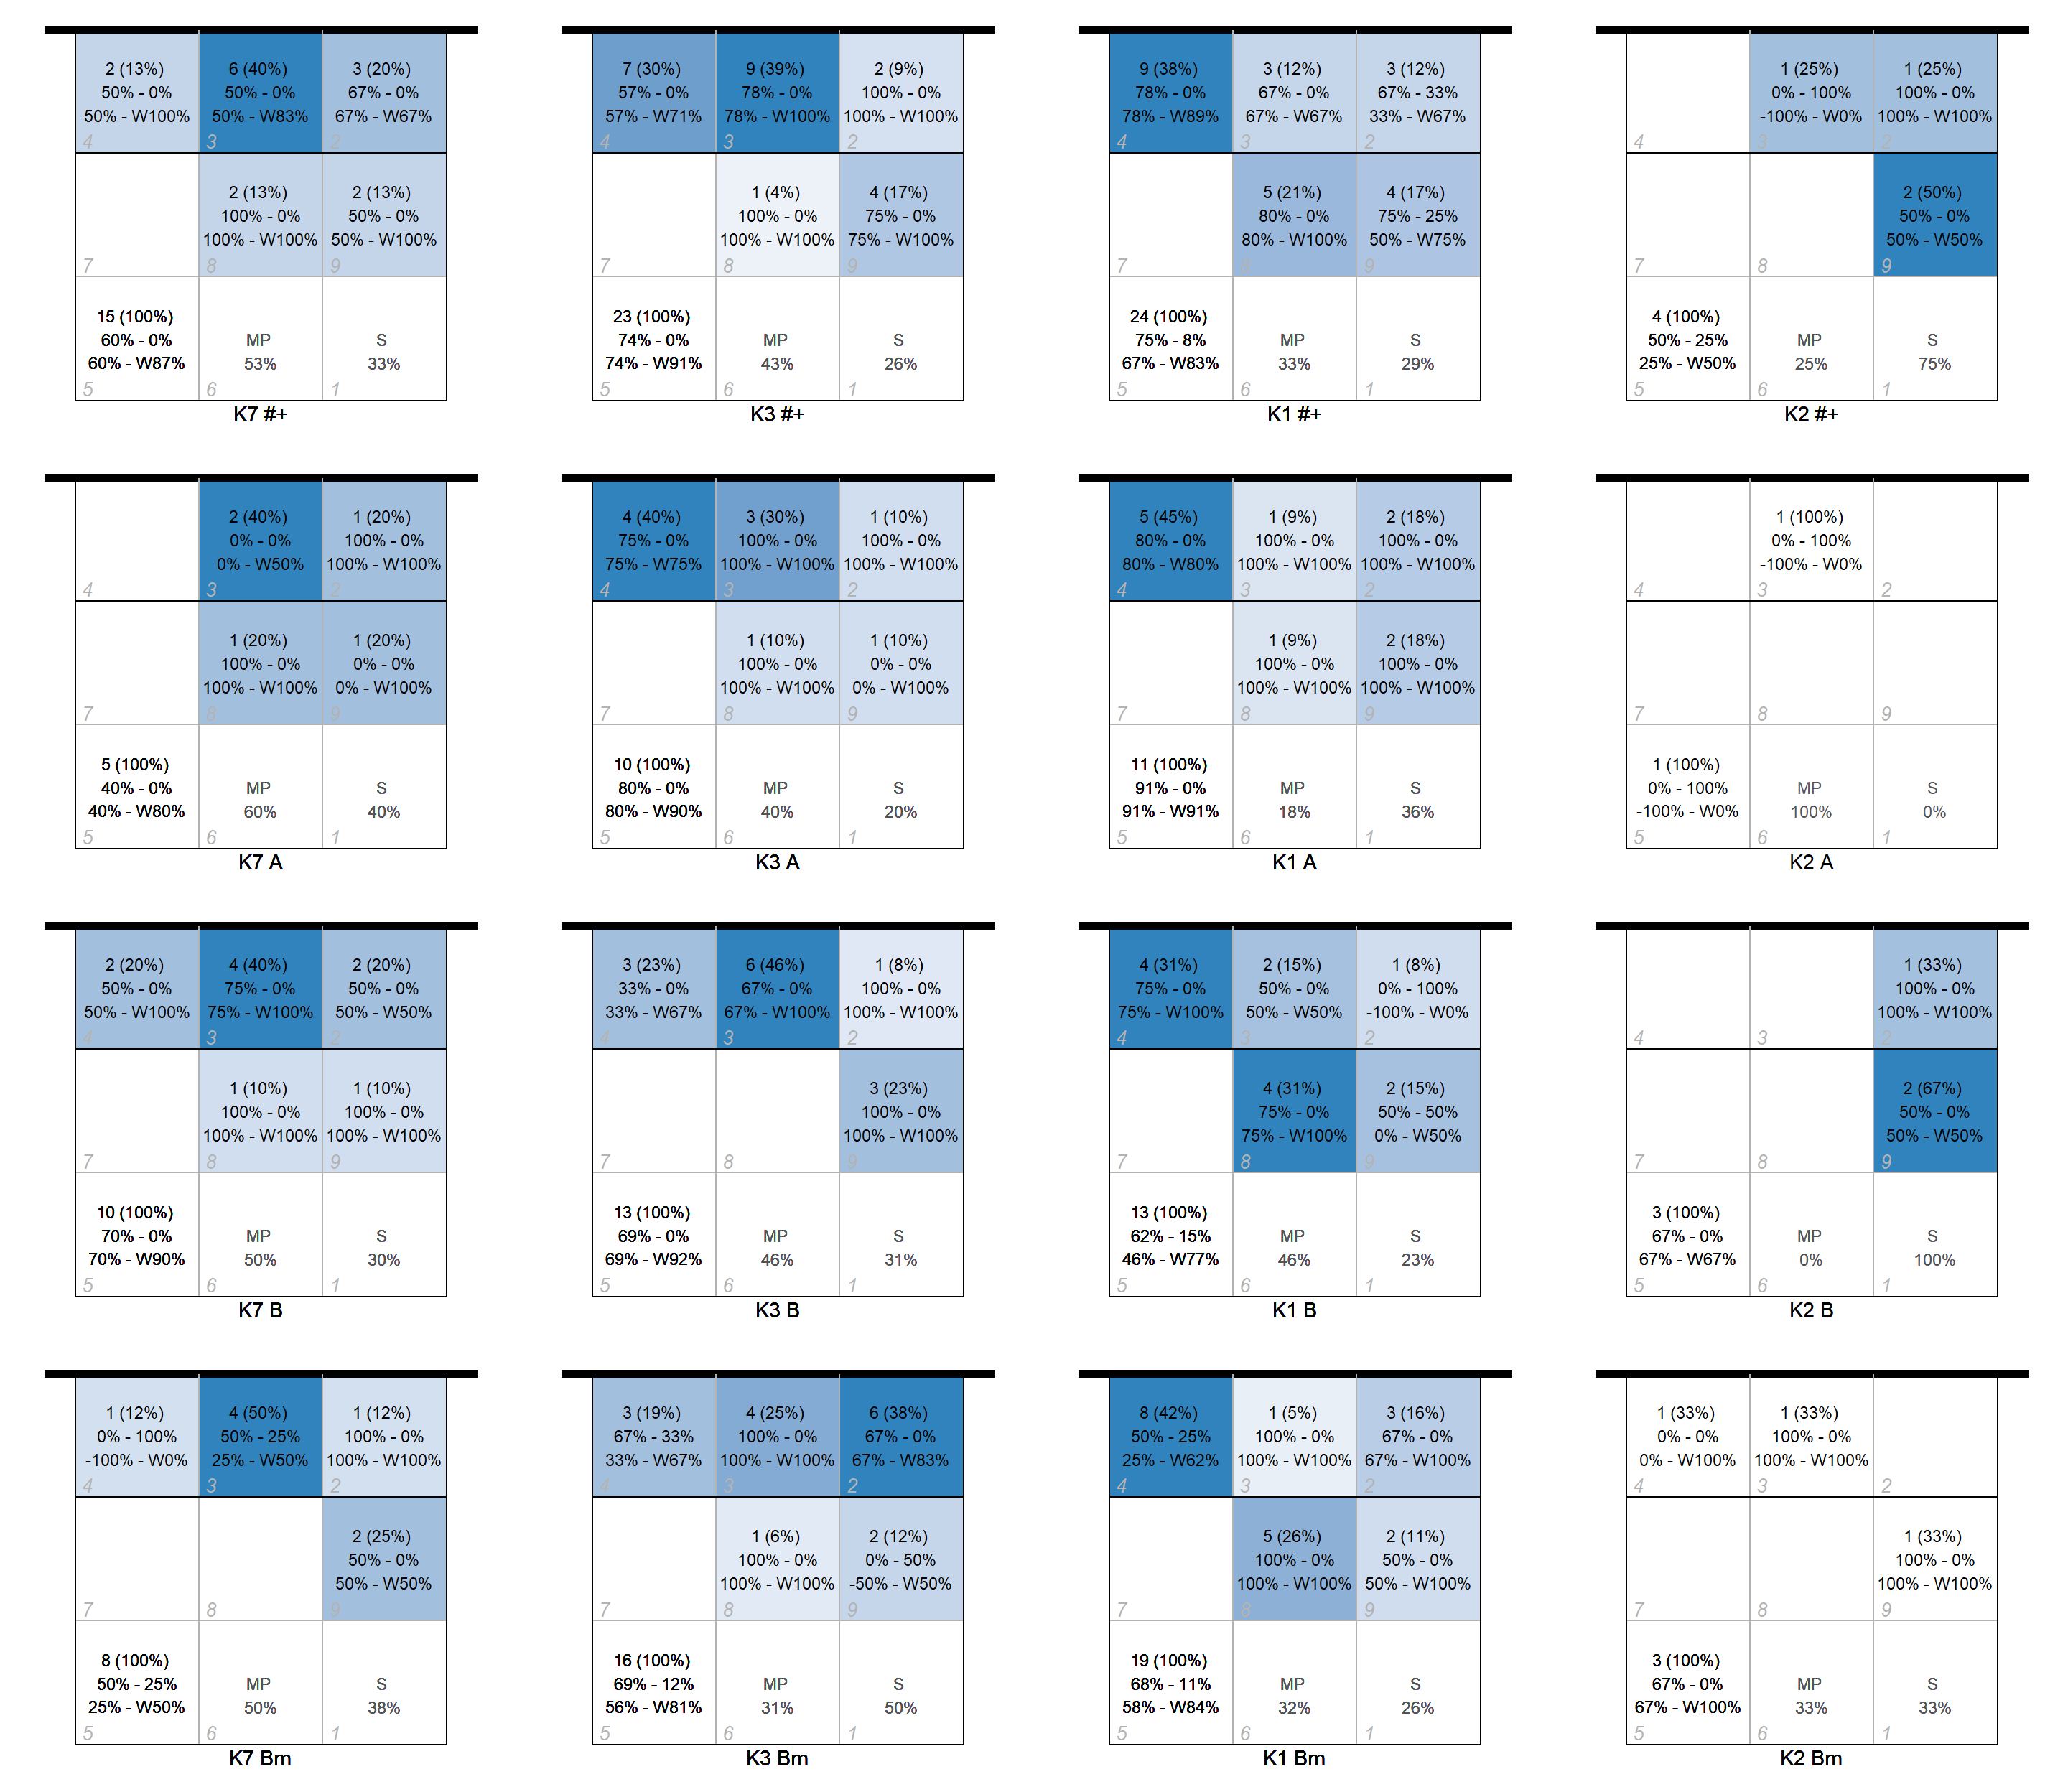 2 (13%)
50% - 0%
50% - W100%
4
6 (40%)
50% - 0%
50% - W83%
3
3 (20%)
67% - 0%
67% - W67%
2
7
2 (13%)
100% - 0%
100% - W100%
8
2 (13%)
50% - 0%
50% - W100%
9
15 (100%)
60% - 0%
60% - W87%
5
MP
53%
6
S
33%
1
K7 #+
7 (30%)
57% - 0%
57% - W71%
4
9 (39%)
78% - 0%
78% - W100%
3
2 (9%)
100% - 0%
100% - W100%
2
7
1 (4%)
100% - 0%
100% - W100%
8
4 (17%)
75% - 0%
75% - W100%
9
23 (100%)
74% - 0%
74% - W91%
5
MP
43%
6
S
26%
1
K3 #+
9 (38%)
78% - 0%
78% - W89%
4
3 (12%)
67% - 0%
67% - W67%
3
3 (12%)
67% - 33%
33% - W67%
2
7
5 (21%)
80% - 0%
80% - W100%
8
4 (17%)
75% - 25%
50% - W75%
9
24 (100%)
75% - 8%
67% - W83%
5
MP
33%
6
S
29%
1
K1 #+
4
1 (25%)
0% - 100%
-100% - W0%
3
1 (25%)
100% - 0%
100% - W100%
2
7
8
2 (50%)
50% - 0%
50% - W50%
9
4 (100%)
50% - 25%
25% - W50%
5
MP
25%
6
S
75%
1
K2 #+
4
2 (40%)
0% - 0%
0% - W50%
3
1 (20%)
100% - 0%
100% - W100%
2
7
1 (20%)
100% - 0%
100% - W100%
8
1 (20%)
0% - 0%
0% - W100%
9
5 (100%)
40% - 0%
40% - W80%
5
MP
60%
6
S
40%
1
K7 A
4 (40%)
75% - 0%
75% - W75%
4
3 (30%)
100% - 0%
100% - W100%
3
1 (10%)
100% - 0%
100% - W100%
2
7
1 (10%)
100% - 0%
100% - W100%
8
1 (10%)
0% - 0%
0% - W100%
9
10 (100%)
80% - 0%
80% - W90%
5
MP
40%
6
S
20%
1
K3 A
5 (45%)
80% - 0%
80% - W80%
4
1 (9%)
100% - 0%
100% - W100%
3
2 (18%)
100% - 0%
100% - W100%
2
7
1 (9%)
100% - 0%
100% - W100%
8
2 (18%)
100% - 0%
100% - W100%
9
11 (100%)
91% - 0%
91% - W91%
5
MP
18%
6
S
36%
1
K1 A
4
1 (100%)
0% - 100%
-100% - W0%
3
2
7
8
9
1 (100%)
0% - 100%
-100% - W0%
5
MP
100%
6
S
0%
1
K2 A
2 (20%)
50% - 0%
50% - W100%
4
4 (40%)
75% - 0%
75% - W100%
3
2 (20%)
50% - 0%
50% - W50%
2
7
1 (10%)
100% - 0%
100% - W100%
8
1 (10%)
100% - 0%
100% - W100%
9
10 (100%)
70% - 0%
70% - W90%
5
MP
50%
6
S
30%
1
K7 B
3 (23%)
33% - 0%
33% - W67%
4
6 (46%)
67% - 0%
67% - W100%
3
1 (8%)
100% - 0%
100% - W100%
2
7
8
3 (23%)
100% - 0%
100% - W100%
9
13 (100%)
69% - 0%
69% - W92%
5
MP
46%
6
S
31%
1
K3 B
4 (31%)
75% - 0%
75% - W100%
4
2 (15%)
50% - 0%
50% - W50%
3
1 (8%)
0% - 100%
-100% - W0%
2
7
4 (31%)
75% - 0%
75% - W100%
8
2 (15%)
50% - 50%
0% - W50%
9
13 (100%)
62% - 15%
46% - W77%
5
MP
46%
6
S
23%
1
K1 B
4
3
1 (33%)
100% - 0%
100% - W100%
2
7
8
2 (67%)
50% - 0%
50% - W50%
9
3 (100%)
67% - 0%
67% - W67%
5
MP
0%
6
S
100%
1
K2 B
1 (12%)
0% - 100%
-100% - W0%
4
4 (50%)
50% - 25%
25% - W50%
3
1 (12%)
100% - 0%
100% - W100%
2
7
8
2 (25%)
50% - 0%
50% - W50%
9
8 (100%)
50% - 25%
25% - W50%
5
MP
50%
6
S
38%
1
K7 Bm
3 (19%)
67% - 33%
33% - W67%
4
4 (25%)
100% - 0%
100% - W100%
3
6 (38%)
67% - 0%
67% - W83%
2
7
1 (6%)
100% - 0%
100% - W100%
8
2 (12%)
0% - 50%
-50% - W50%
9
16 (100%)
69% - 12%
56% - W81%
5
MP
31%
6
S
50%
1
K3 Bm
8 (42%)
50% - 25%
25% - W62%
4
1 (5%)
100% - 0%
100% - W100%
3
3 (16%)
67% - 0%
67% - W100%
2
7
5 (26%)
100% - 0%
100% - W100%
8
2 (11%)
50% - 0%
50% - W100%
9
19 (100%)
68% - 11%
58% - W84%
5
MP
32%
6
S
26%
1
K1 Bm
1 (33%)
0% - 0%
0% - W100%
4
1 (33%)
100% - 0%
100% - W100%
3
2
7
8
1 (33%)
100% - 0%
100% - W100%
9
3 (100%)
67% - 0%
67% - W100%
5
MP
33%
6
S
33%
1
K2 Bm